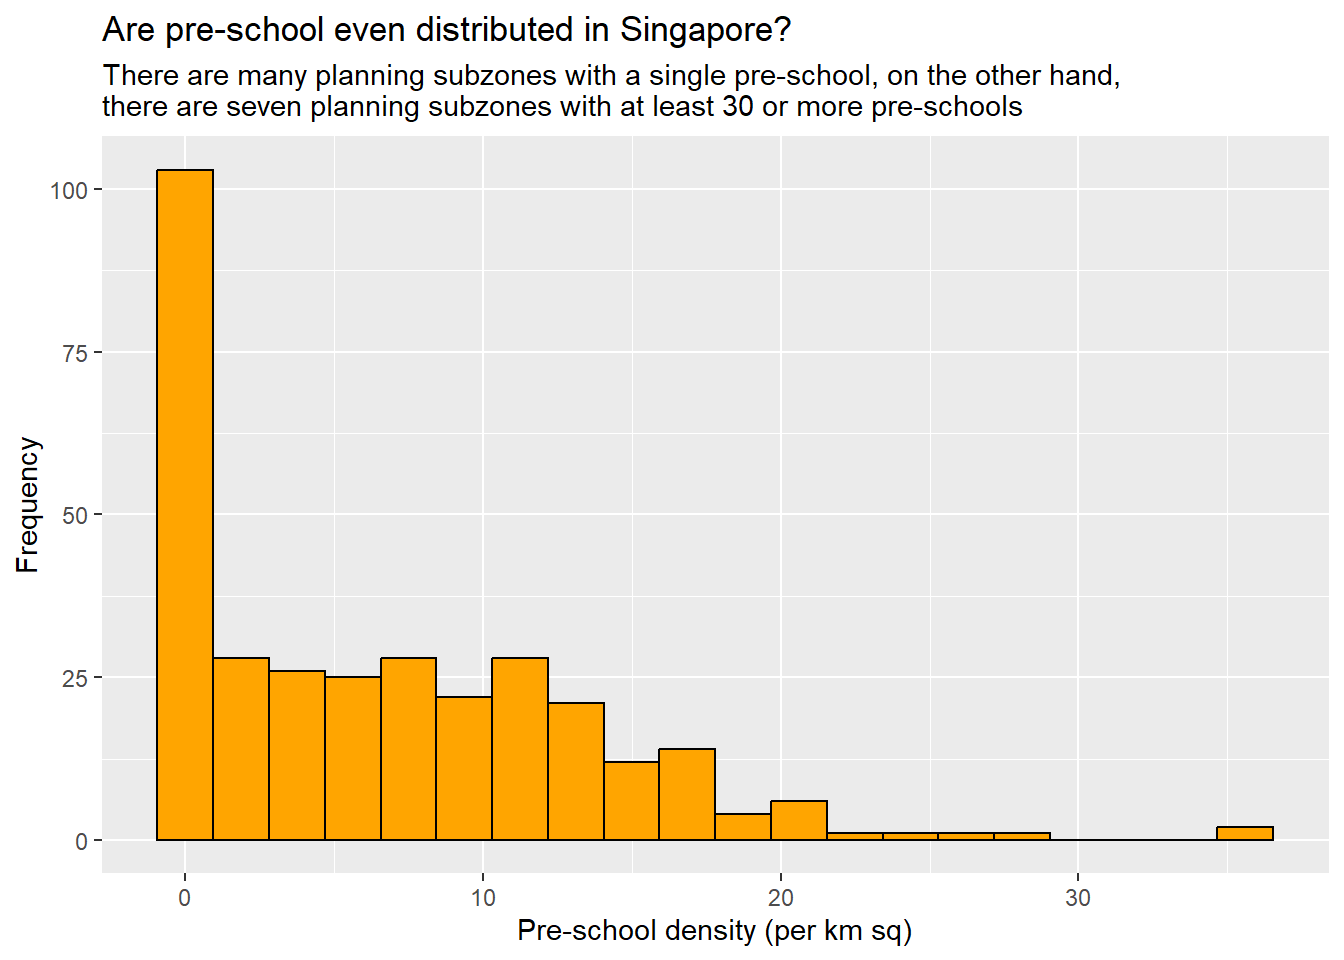 Are pre-school even distributed in Singapore?
There are many planning subzones with a single pre-school, on the other hand,
there are seven planning subzones with at least 30 or more pre-schools
100
75
50
25
0
Frequency
0 10 20 30
Pre-school density (per km sq)